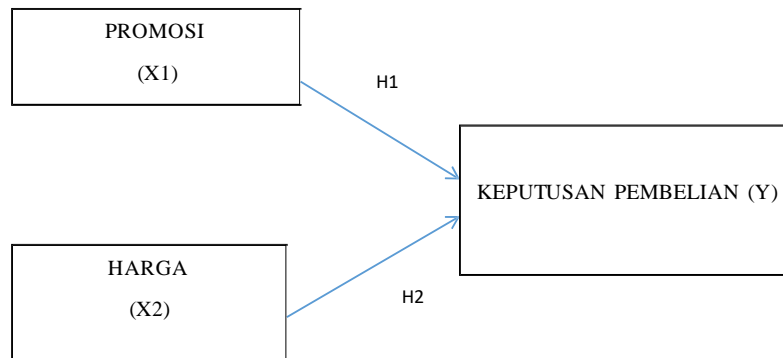 PROMOSI
(X1)
H1
KEPUTUSAN PEMBELIAN (Y)
HARGA
(X2)
H2